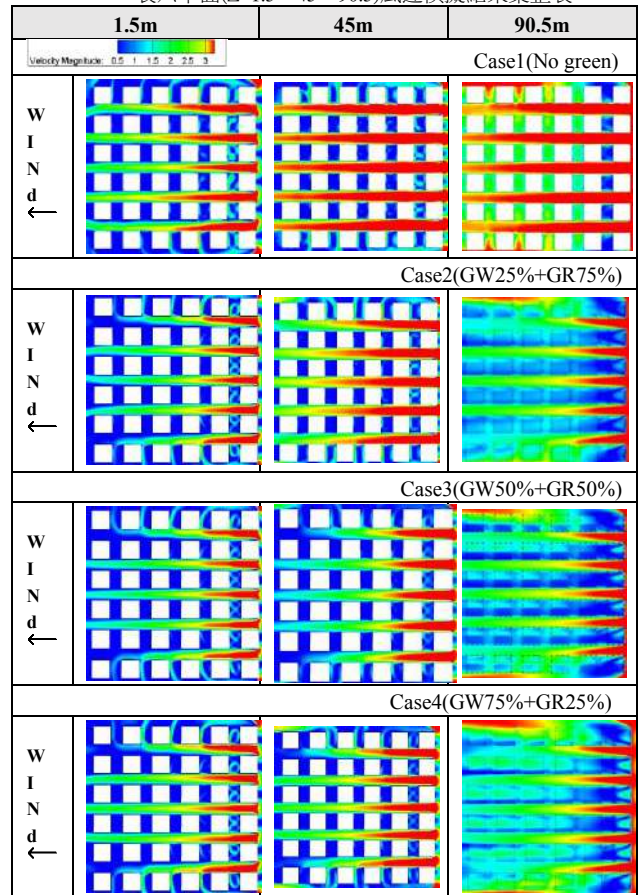 1.5m 45m 90.5m
Velocity Magnitude: 0.5 1 1.5 2 2.5 3
Case1(No green)
W
I
N
d
←
Case2(GW25%+GR75%)
W
I
N
d
←
Case3(GW50%+GR50%)
W
I
N
d
←
Case4(GW75%+GR25%)
W
I
N
d
←